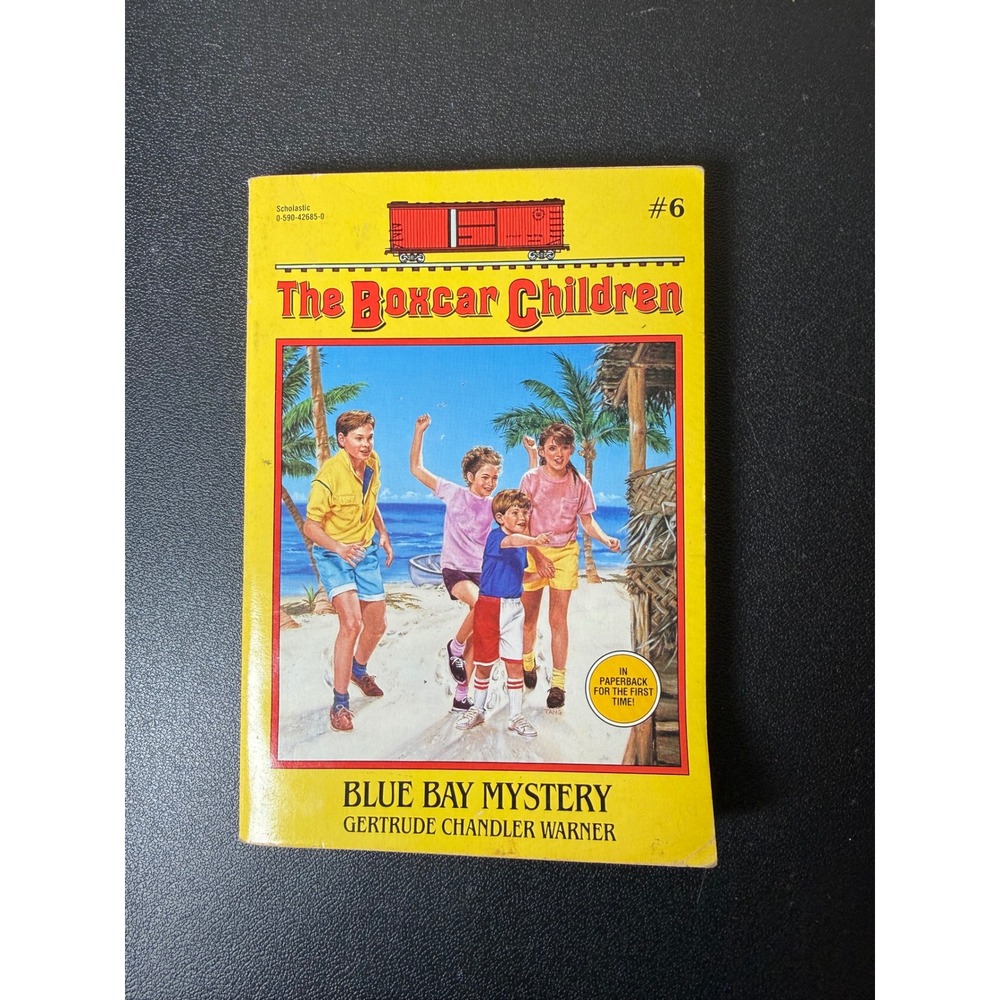 Scholastic
0-590-42685-0
#6
The Boxcar Children
IN
PAPERBACK
FOR THE FIRST
TIME!
TANG
BLUE BAY MYSTERY
GERTRUDE CHANDLER WARNER